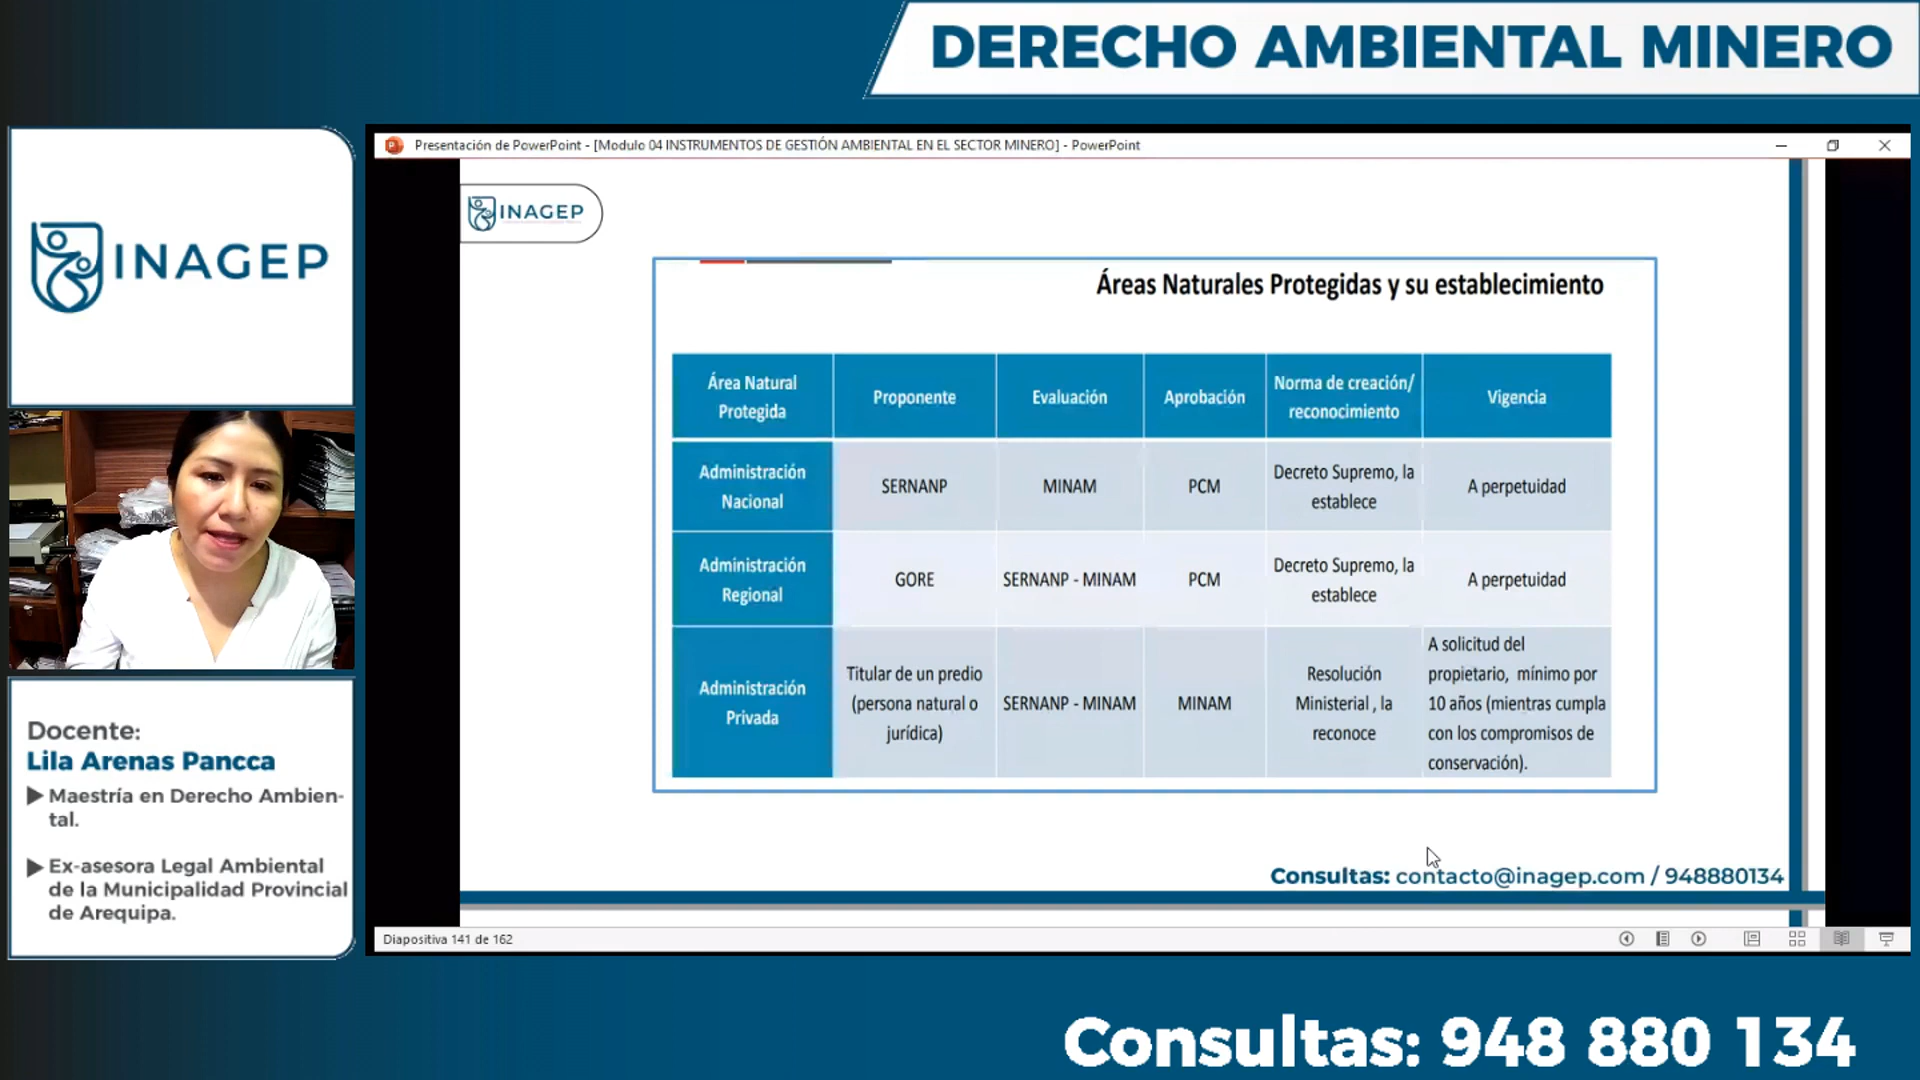 DERECHO AMBIENTAL MINERO
INAGEP
Docente:
Lila Arenas Pancca
Maestría en Derecho Ambien-
tal.
Ex-asesora Legal Ambiental
de la Municipalidad Provincial
de Arequipa.
Presentación de PowerPoint - [Modulo 04 INSTRUMENTOS DE GESTIÓN AMBIENTAL EN EL SECTOR MINERO] - PowerPoint
INAGEP
Áreas Naturales Protegidas y su establecimiento
Área Natural
Protegida
Proponente
Evaluación
Aprobación
Norma de creación/
reconocimiento
Vigencia
Administración
Nacional
SERNANP
MINAM
PCM
Decreto Supremo, la
establece
A perpetuidad
Administración
Regional
GORE
SERNANP - MINAM
PCM
Decreto Supremo, la
establece
A perpetuidad
Administración
Privada
Titular de un predio
(persona natural o
jurídica)
SERNANP - MINAM
MINAM
Resolución
Ministerial , la
reconoce
A solicitud del
propietario, mínimo por
10 años (mientras cumpla
con los compromisos de
conservación).
Consultas: contacto@inagep.com / 948880134
Diapositiva 141 de 162
Consultas: 948 880 134